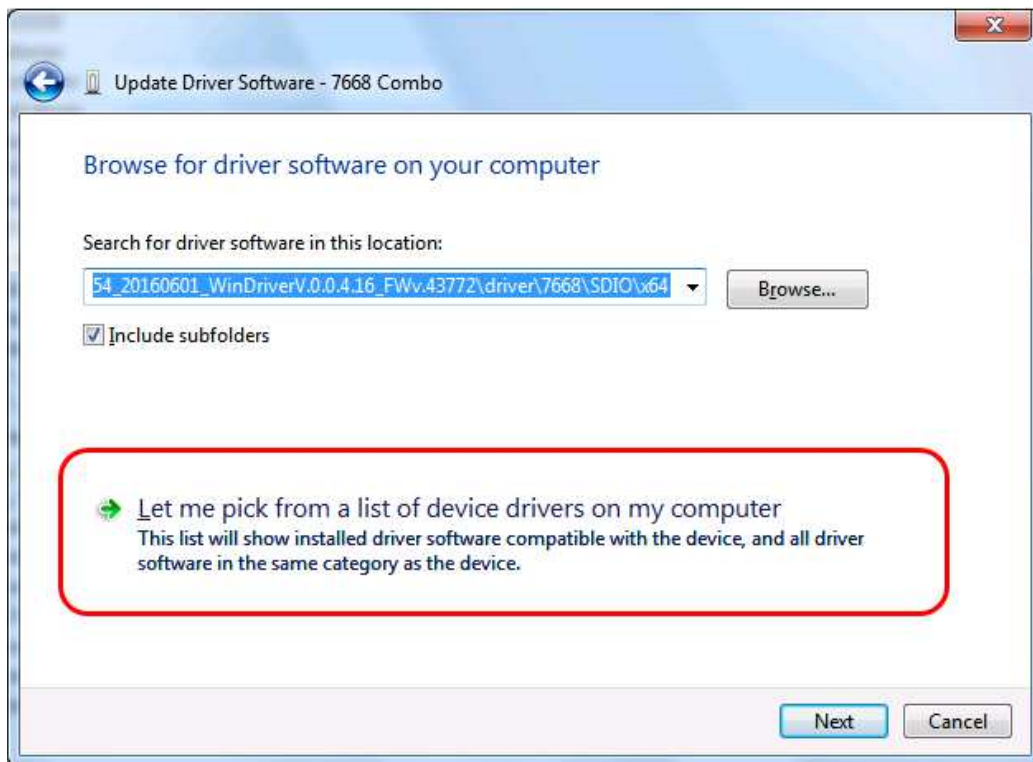 Update Driver Software - 7668 Combo
Browse for driver software on your computer
Search for driver software in this location:
54_20160601_WinDriverV.0.0.4.16_FWv.43772\driver\7668\SDIO\x64
Browse...
Include subfolders
Let me pick from a list of device drivers on my computer
This list will show installed driver software compatible with the device, and all driver
software in the same category as the device.
Next
Cancel